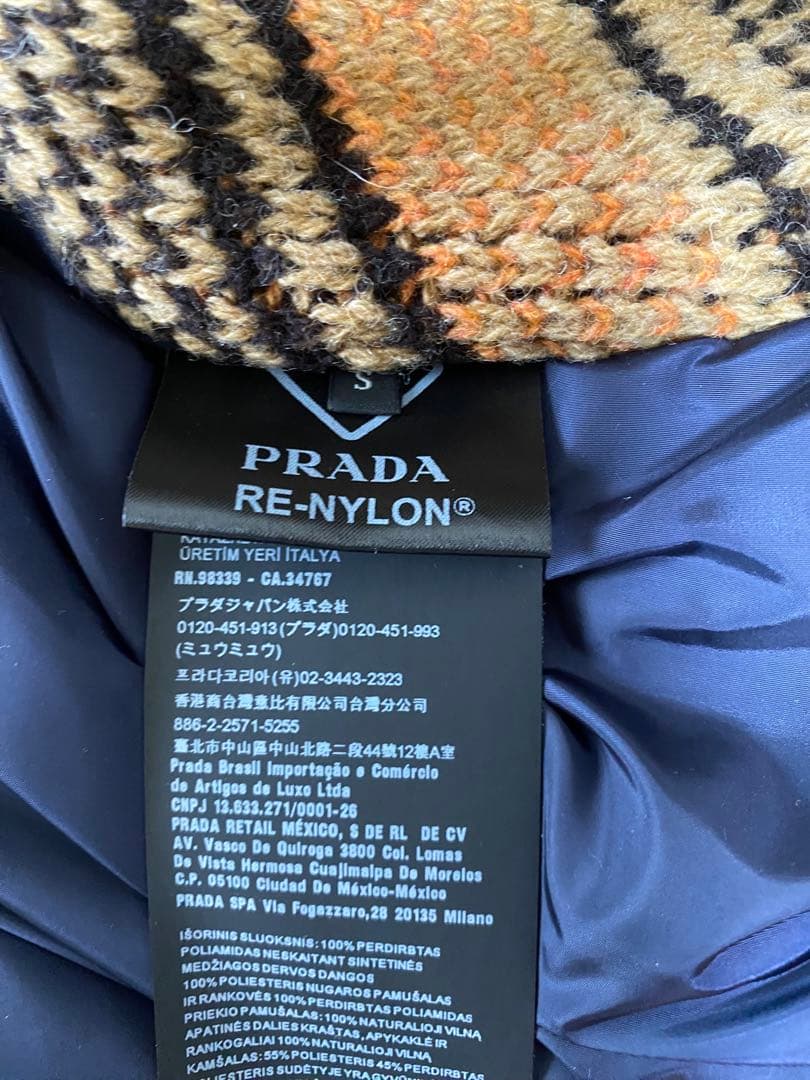 S
PRADA
RE-NYLON®
ÜRETİM YERİ İTALYA
RN.98339 - CA.34767
プラダジャパン株式会社
0120-451-913(プラダ)0120-451-993
(ミュウミュウ)
프라다코리아(유)02-3443-2323
香港商台灣意比有限公司台灣分公司
886-2-2571-5255
臺北市中山區中山北路二段44號12樓A室
Prada Brasil Importação e Comércio
de Artigos de Luxo Ltda
CNPJ 13.633.271/0001-26
PRADA RETAIL MÉXICO, S DE RL DE CV
AV. Vasco De Quiroga 3800 Col. Lomas
De Vista Hermosa Cuajimalpa De Morelos
C.P. 05100 Ciudad De México-México
PRADA SPA Via Fogazzaro,28 20135 Milano
IŠORINIS SLUOKSNIS:100% PERDIRBTAS
POLIAMIDAS NESKAITANT SINTETINĖS
MEDŽIAGOS DERVOS DANGOS
100% POLIESTERIS NUGAROS PAMUŠALAS
IR RANKOVĖS 100% PERDIRBTAS POLIAMIDAS
PRIEKIO PAMUŠALAS:100% NATURALIOJI VILNĄ
APATINĖS DALIES KRAŠTAS, APYKAKLĖ IR
RANKOGALIAI 100% NATURALIOJI VILNĄ
KAMŠALAS: 55% POLIESTERIS 45% PERDIRBTAS